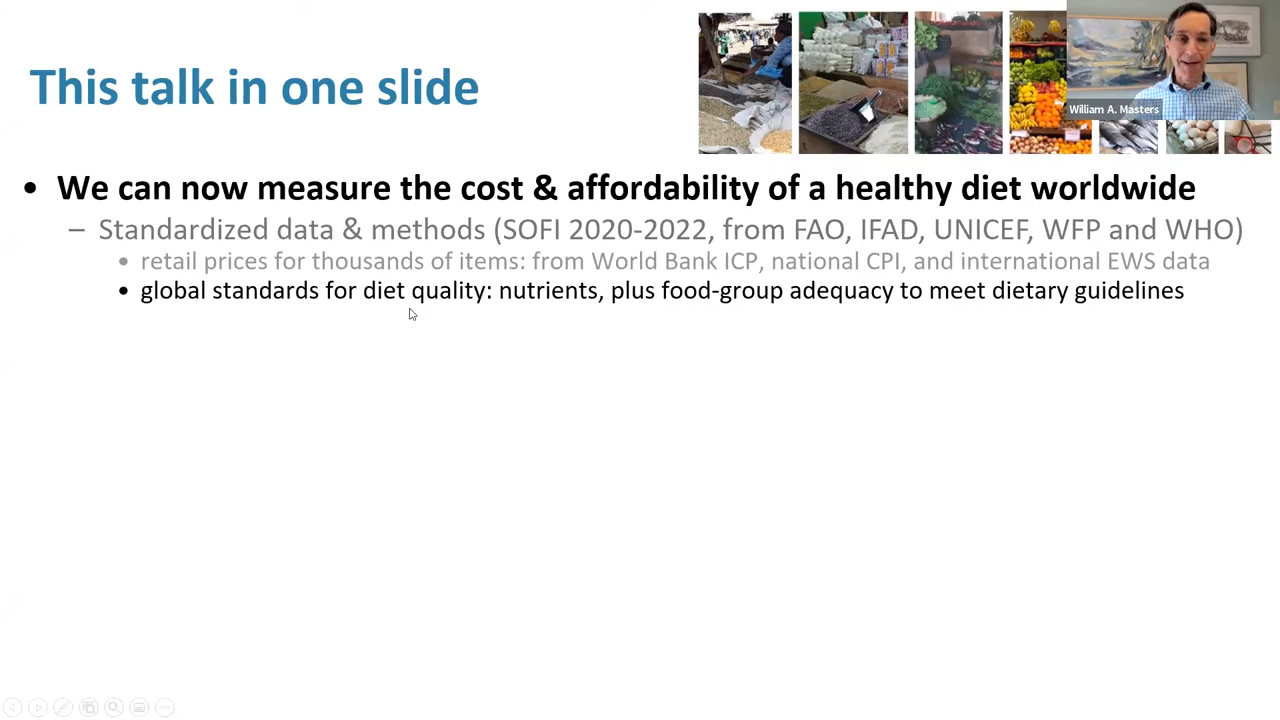 This talk in one slide
William A. Masters
• We can now measure the cost & affordability of a healthy diet worldwide
– Standardized data & methods (SOFI 2020-2022, from FAO, IFAD, UNICEF, WFP and WHO)
• retail prices for thousands of items: from World Bank ICP, national CPI, and international EWS data
• global standards for diet quality: nutrients, plus food-group adequacy to meet dietary guidelines